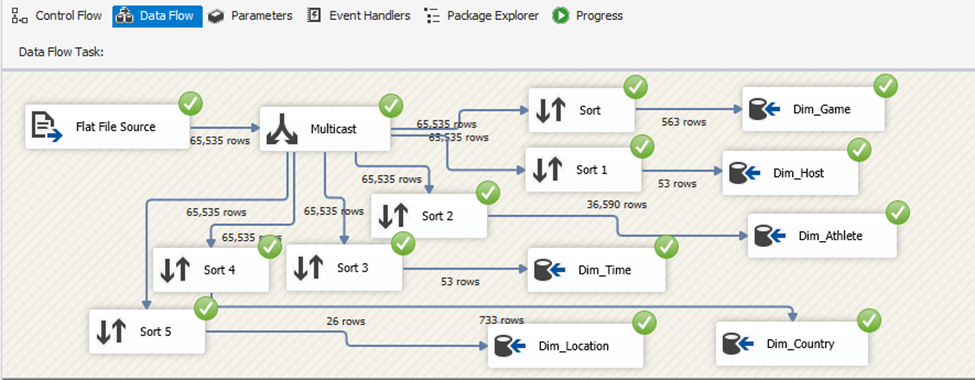 Control Flow
Data Flow
Parameters
Event Handlers
Package Explorer
Progress
Data Flow Task:
Flat File Source
65,535 rows
Multicast
65,535 rows
65,535 rows
Sort
563 rows
Dim_Game
Sort 1
53 rows
Dim_Host
65,535 rows
Sort 2
36,590 rows
Dim_Athlete
65,535 rows
65,535 rows
65,535 rows
Sort 4
Sort 3
53 rows
Dim_Time
Sort 5
26 rows
Dim_Location
733 rows
Dim_Country